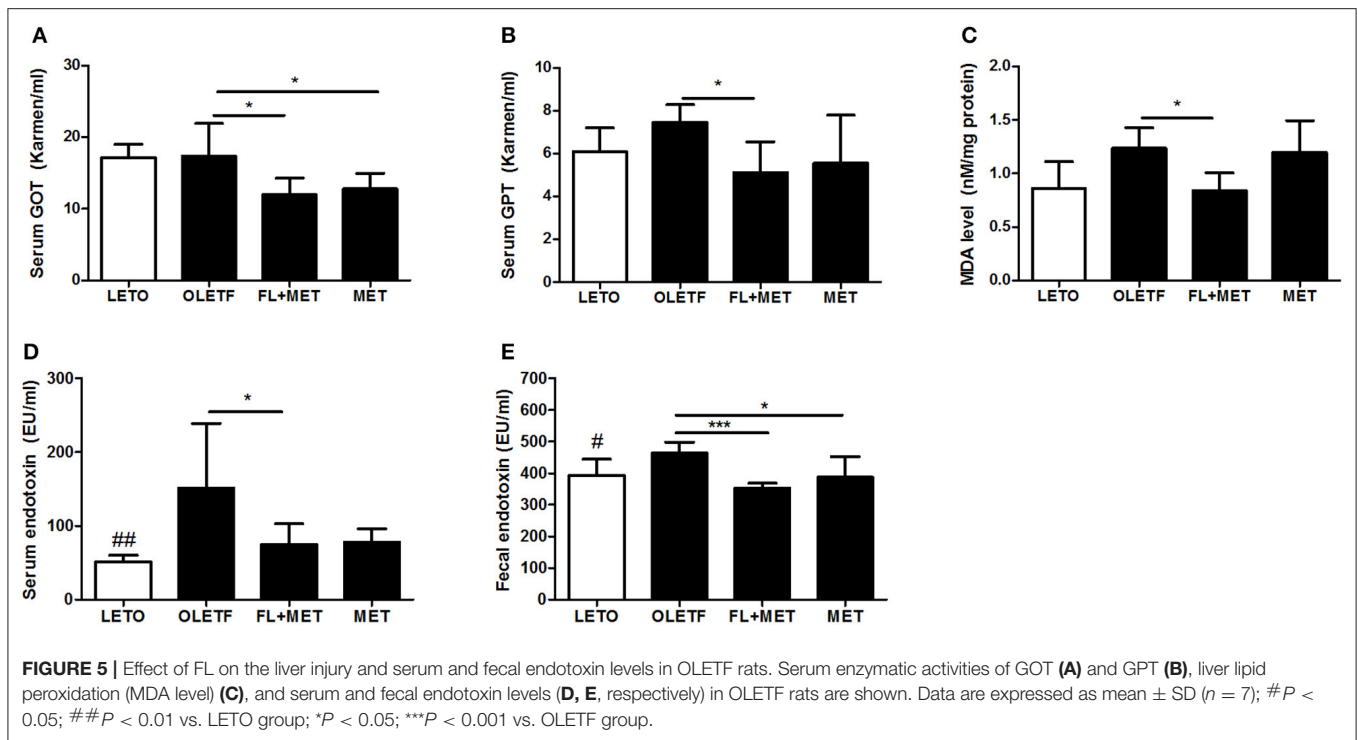 A
Serum GOT (Karmen/ml)
30
20
10
0
*
*
LETO OLETF FL+MET MET
B
Serum GPT (Karmen/ml)
10
8
6
4
2
0
*
LETO OLETF FL+MET MET
C
MDA level (nM/mg protein)
2.0
1.5
1.0
0.5
0.0
*
LETO OLETF FL+MET MET
D
Serum endotoxin (EU/ml)
300
200
100
0
##
*
LETO OLETF FL+MET MET
E
Fecal endotoxin (EU/ml)
700
600
500
400
300
200
100
0
#
*
***
LETO OLETF FL+MET MET
FIGURE 5 | Effect of FL on the liver injury and serum and fecal endotoxin levels in OLETF rats. Serum enzymatic activities of GOT (A) and GPT (B), liver lipid
peroxidation (MDA level) (C), and serum and fecal endotoxin levels (D, E, respectively) in OLETF rats are shown. Data are expressed as mean ± SD (n = 7); #P <
0.05; ##P < 0.01 vs. LETO group; *P < 0.05; ***P < 0.001 vs. OLETF group.